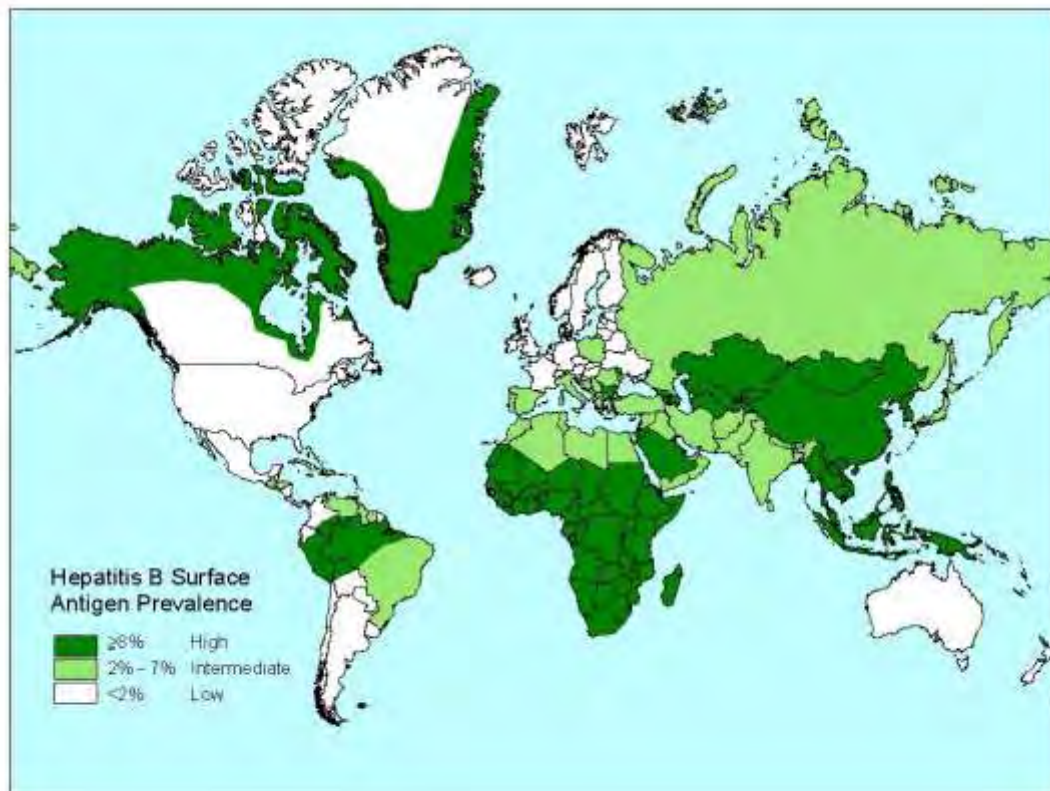 Hepatitis B Surface
Antigen Prevalence
≥8% High
2% - 7% Intermediate
<2% Low